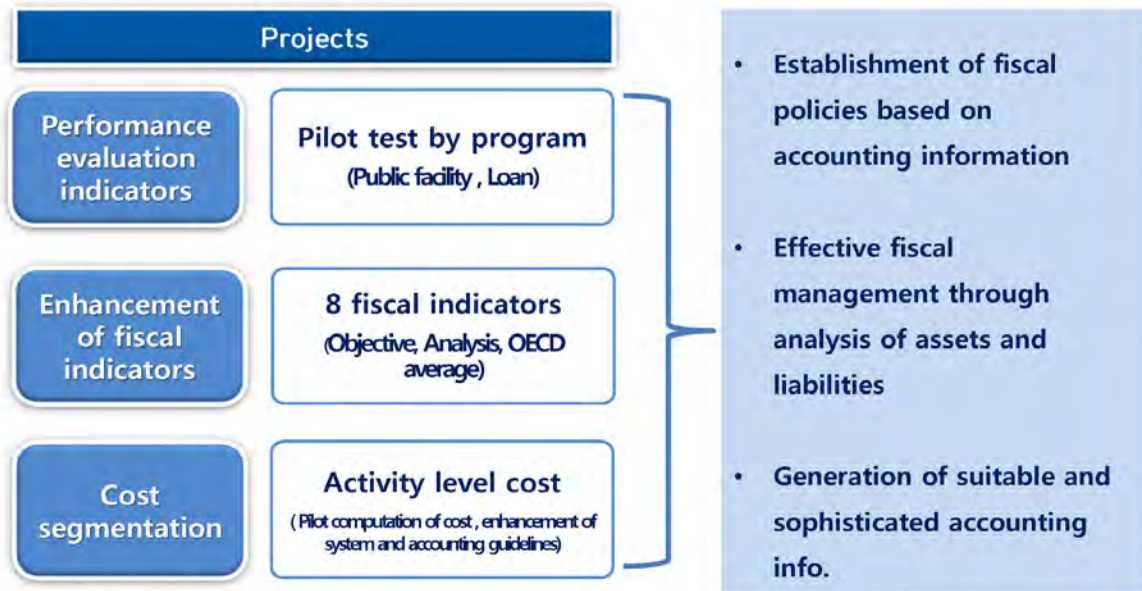 Projects
Performance
evaluation
indicators
Pilot test by program
(Public facility , Loan)
Enhancement
of fiscal
indicators
8 fiscal indicators
(Objective, Analysis, OECD
average)
Cost
segmentation
Activity level cost
( Pilot computation of cost , enhancement of
system and accounting guidelines)
• Establishment of fiscal
policies based on
accounting information
• Effective fiscal
management through
analysis of assets and
liabilities
• Generation of suitable and
sophisticated accounting
info.